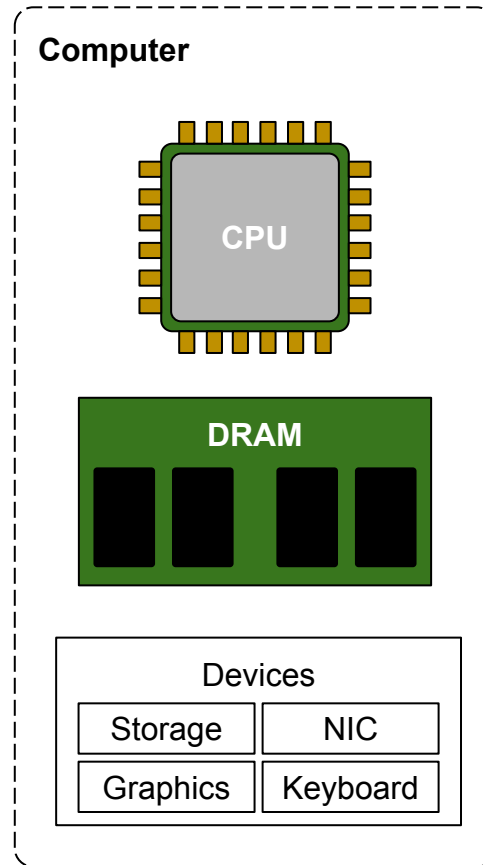 Computer
CPU
DRAM
Devices
Storage NIC
Graphics Keyboard